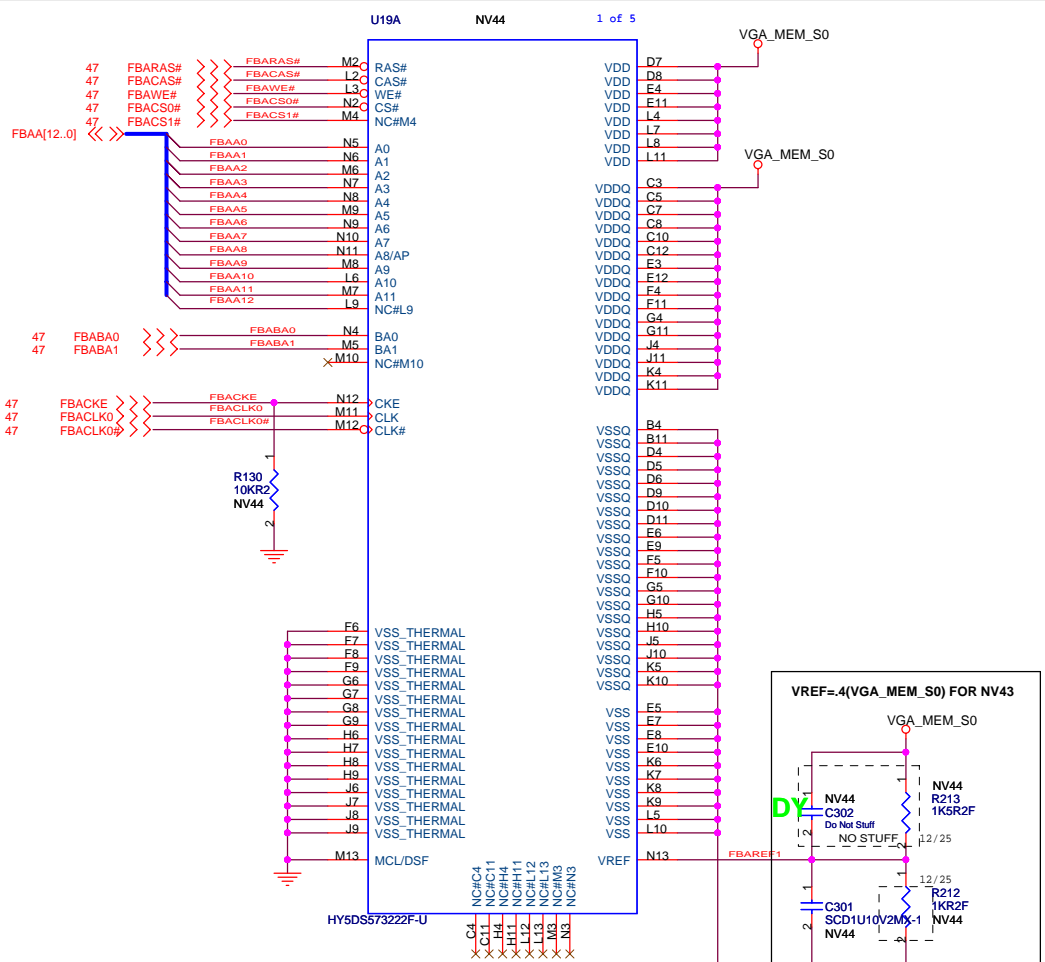 U19A NV44 1 of 5
VGA_MEM_S0
47 FBARAS# FBARAS# M2 RAS# VDD D7
47 FBACAS# FBACAS# L2 CAS# VDD D8
47 FBAWE# FBAWE# L3 WE# VDD E4
47 FBACS0# FBACS0# N2 CS# VDD E11
47 FBACS1# FBACS1# M4 NC#M4 VDD L4
FBAA[12..0] VDD L7
FBAA0 N5 A0 VDD L8
FBAA1 N6 A1 VDD L11
VGA_MEM_S0
FBAA2 M6 A2
FBAA3 N7 A3 VDDQ C3
FBAA4 N8 A4 VDDQ C5
FBAA5 M9 A5 VDDQ C7
FBAA6 N9 A6 VDDQ C8
FBAA7 N10 A7 VDDQ C10
FBAA8 N11 A8/AP VDDQ C12
FBAA9 M8 A9 VDDQ E3
FBAA10 L6 A10 VDDQ E12
FBAA11 M7 A11 VDDQ F4
FBAA12 L9 NC#L9 VDDQ F11
VDDQ G4
47 FBABA0 FBABA0 N4 BA0 VDDQ G11
47 FBABA1 FBABA1 M5 BA1 VDDQ J4
M10 NC#M10 VDDQ J11
VDDQ K4
VDDQ K11
47 FBACKE FBACKE N12 CKE
47 FBACLK0 FBACLK0 M11 CLK
47 FBACLK0# FBACLK0# M12 CLK# VSSQ B4
VSSQ B11
VSSQ D4
1 VSSQ D5
R130 VSSQ D6
10KR2 VSSQ D9
NV44 VSSQ D10
2 VSSQ D11
VSSQ E6
VSSQ E9
VSSQ F5
VSSQ F10
VSSQ G5
VSSQ G10
VSSQ H5
F6 VSS_THERMAL VSSQ H10
F7 VSS_THERMAL VSSQ J5
F8 VSS_THERMAL VSSQ J10
F9 VSS_THERMAL VSSQ K5
G6 VSS_THERMAL VSSQ K10
G7 VSS_THERMAL
G8 VSS_THERMAL VSS E5
G9 VSS_THERMAL VSS E7
H6 VSS_THERMAL VSS E8
H7 VSS_THERMAL VSS E10
H8 VSS_THERMAL VSS K6
H9 VSS_THERMAL VSS K7
J6 VSS_THERMAL VSS K8
J7 VSS_THERMAL VSS K9
J8 VSS_THERMAL VSS L5
J9 VSS_THERMAL VSS L10
M13 MCL/DSF VREF N13 FBAREF1
NC#C4 NC#C11 NC#H4 NC#H11 NC#L12 NC#L13 NC#M3 NC#N3
HY5DS573222F-U
C4 C11 H4 H11 L12 L13 M3 N3
VREF=.4(VGA_MEM_S0) FOR NV43
VGA_MEM_S0
1 1
NV44 NV44
DY C302 R213
Do Not Stuff 1K5R2F
2 NO STUFF 2 12/25
12/25
1 1
C301 R212
SCD1U10V2MX-1 1KR2F
NV44 NV44
2 2